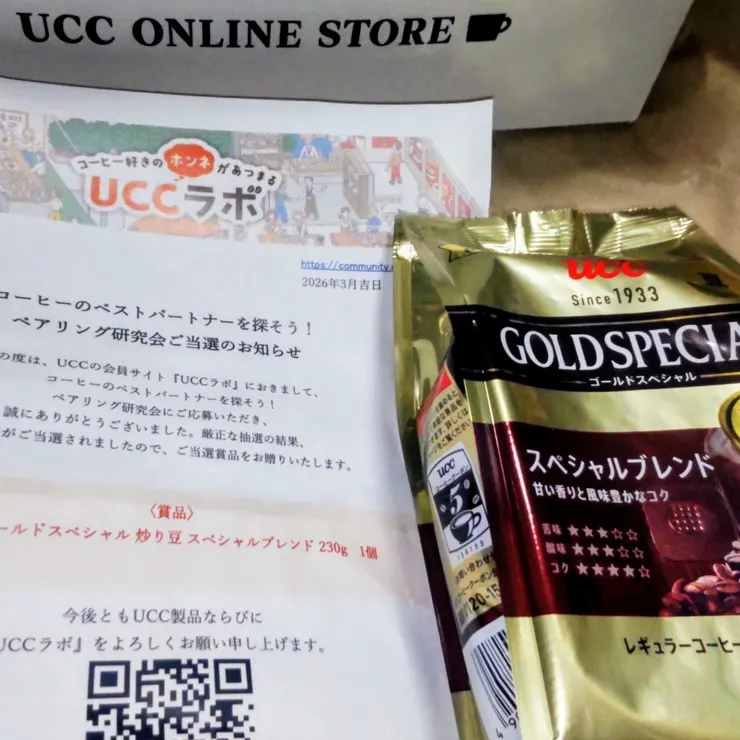 UCC ONLINE STORE
コーヒー好きのホンネがあつまる
UCCラボ
https://community.
2026年3月吉日
コーヒーのベストパートナーを探そう!
ペアリング研究会ご当選のお知らせ
の度は、UCCの会員サイト『UCCラボ』におきまして、
コーヒーのベストパートナーを探そう!
ペアリング研究会にご応募いただき、
誠にありがとうございました。厳正な抽選の結果、
がご当選されましたので、ご当選賞品をお贈りいたします。
〈賞品〉
ールドスペシャル 炒り豆 スペシャルブレンド 230g 1個
今後ともUCC製品ならびに
UCCラボ』をよろしくお願い申し上げます。
ucc
Since 1933
GOLD SPECIA
ゴールドスペシャル
スペシャルブレンド
甘い香りと風味豊かなコク
苦味 ★★★☆☆
酸味 ★★★☆☆
コク ★★★★☆
レギュラーコーヒー
ucc
コーヒークーポン
5